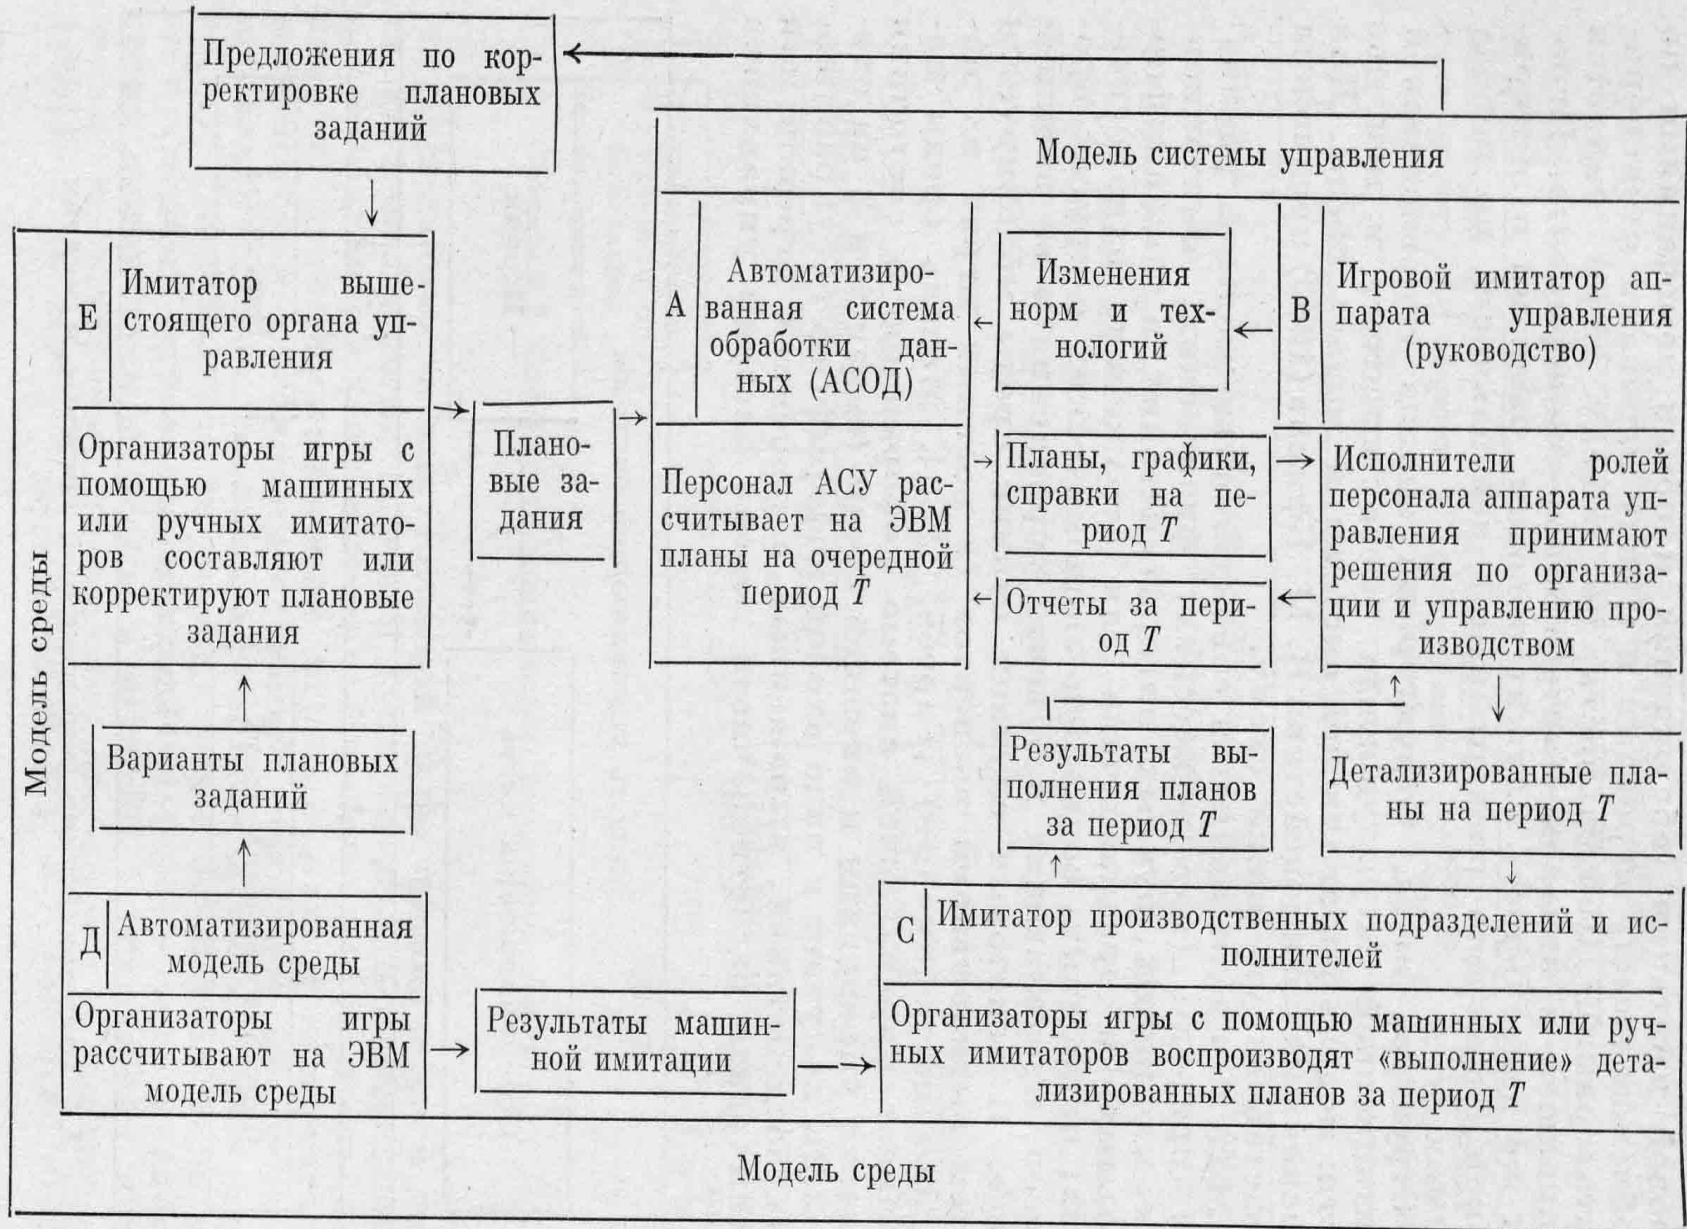 Предложения по кор-
ректировке плановых
заданий
Модель системы управления
Е
Имитатор выше-
стоящего органа уп-
равления
Организаторы игры с
помощью машинных
или ручных имитато-
ров составляют или
корректируют плановые
задания
Плано-
вые за-
дания
А
Автоматизиро-
ванная система
обработки дан-
ных (АСОД)
Персонал АСУ рас-
считывает на ЭВМ
планы на очередной
период Т
Изменения
норм и тех-
нологий
Планы, графики,
справки на пе-
риод Т
Отчеты за пери-
од Т
В
Игровой имитатор ап-
парата управления
(руководство)
Исполнители ролей
персонала аппарата уп-
равления принимают
решения по организа-
ции и управлению про-
изводством
Модель среды
Варианты плановых
заданий
Результаты вы-
полнения планов
за период Т
Детализированные пла-
ны на период Т
Д
Автоматизированная
модель среды
Организаторы игры
рассчитывают на ЭВМ
модель среды
Результаты машин-
ной имитации
С
Имитатор производственных подразделений и ис-
полнителей
Организаторы игры с помощью машинных или руч-
ных имитаторов воспроизводят «выполнение» дета-
лизированных планов за период Т
Модель среды